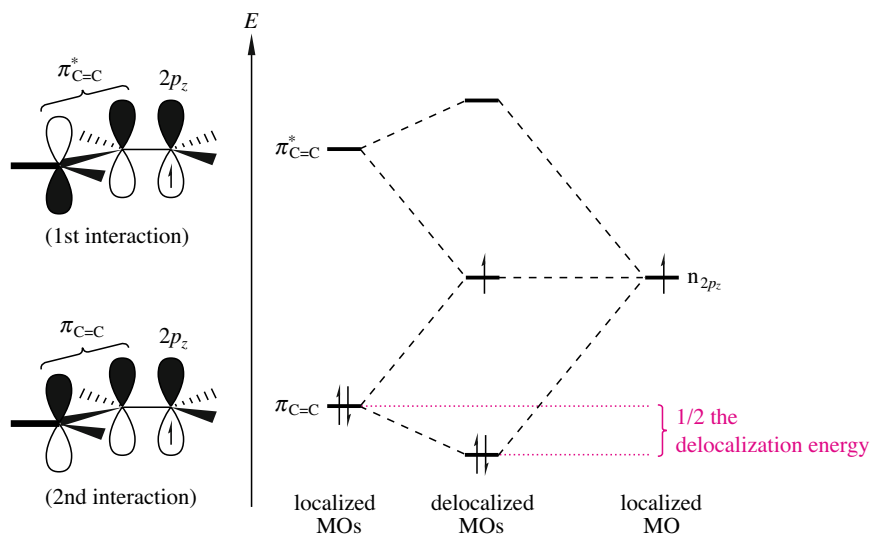 E
π*C=C
2pz
(1st interaction)
πC=C
2pz
(2nd interaction)
π*C=C
n2pz
πC=C
1/2 the
delocalization energy
localized
MOs
delocalized
MOs
localized
MO